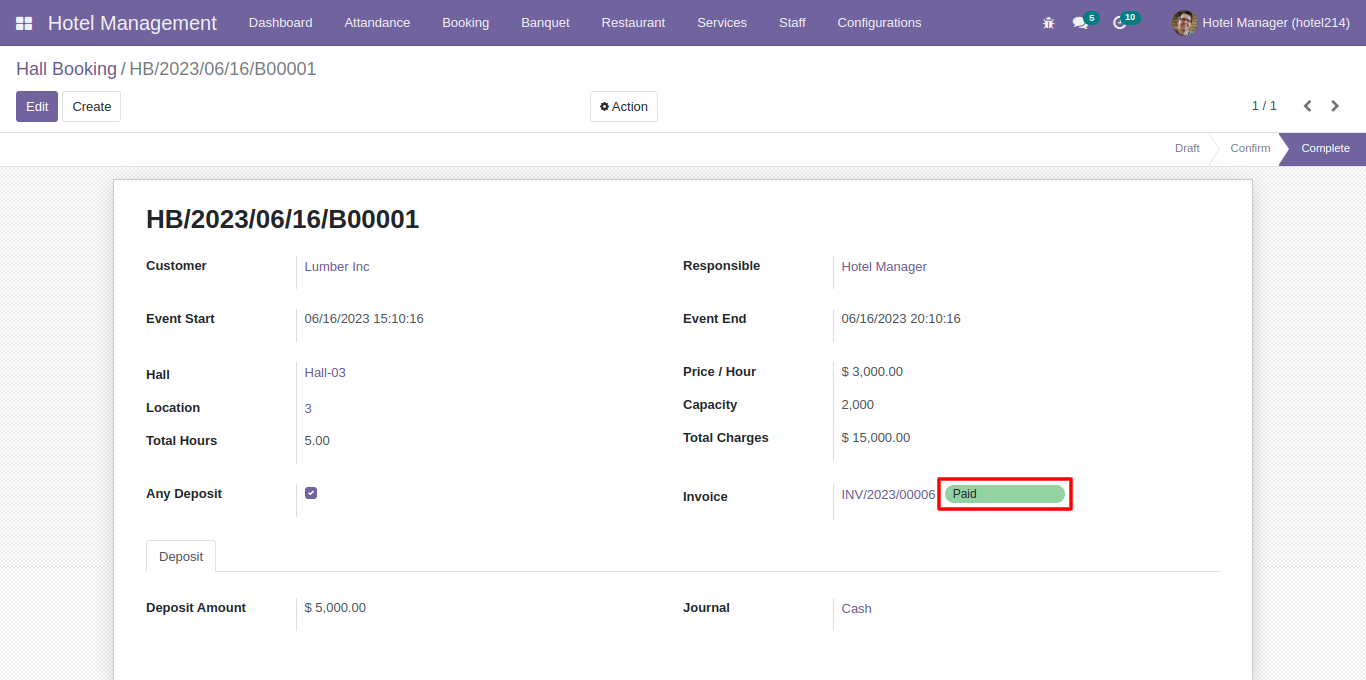 Hotel Management Dashboard Attendance Booking Banquet Restaurant Services Staff Configurations 5 10 Hotel Manager (hotel214)
Hall Booking / HB/2023/06/16/B00001
Edit Create Action 1 / 1
Draft Confirm Complete
HB/2023/06/16/B00001
Customer Lumber Inc Responsible Hotel Manager
Event Start 06/16/2023 15:10:16 Event End 06/16/2023 20:10:16
Hall Hall-03 Price / Hour $ 3,000.00
Location 3 Capacity 2,000
Total Hours 5.00 Total Charges $ 15,000.00
Any Deposit Invoice INV/2023/00006 Paid
Deposit
Deposit Amount $ 5,000.00 Journal Cash